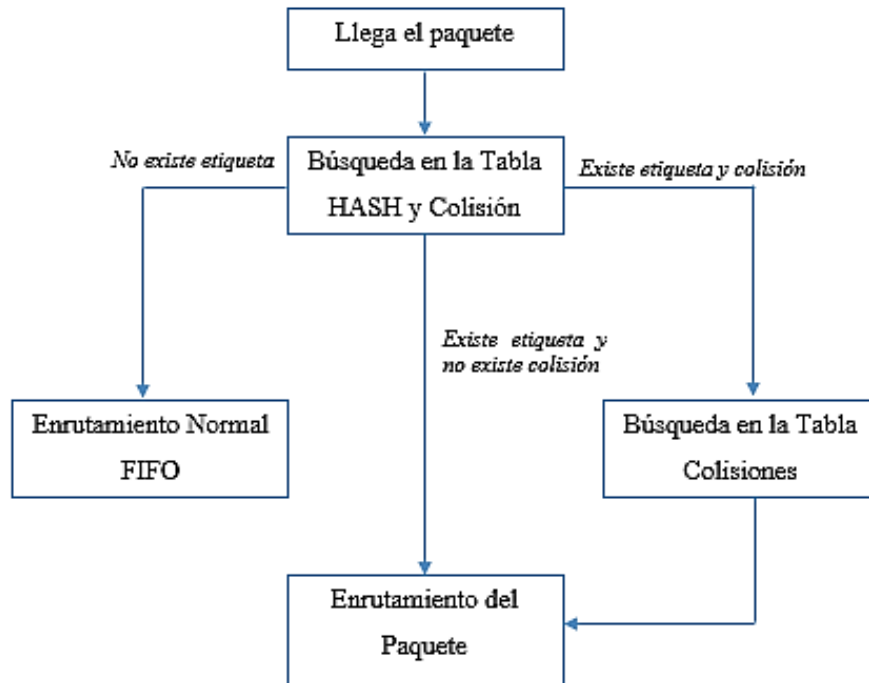 Llega el paquete
No existe etiqueta
Búsqueda en la Tabla
HASH y Colisión
Existe etiqueta y colisión
Existe etiqueta y
no existe colisión
Enrutamiento Normal
FIFO
Búsqueda en la Tabla
Colisiones
Enrutamiento del
Paquete